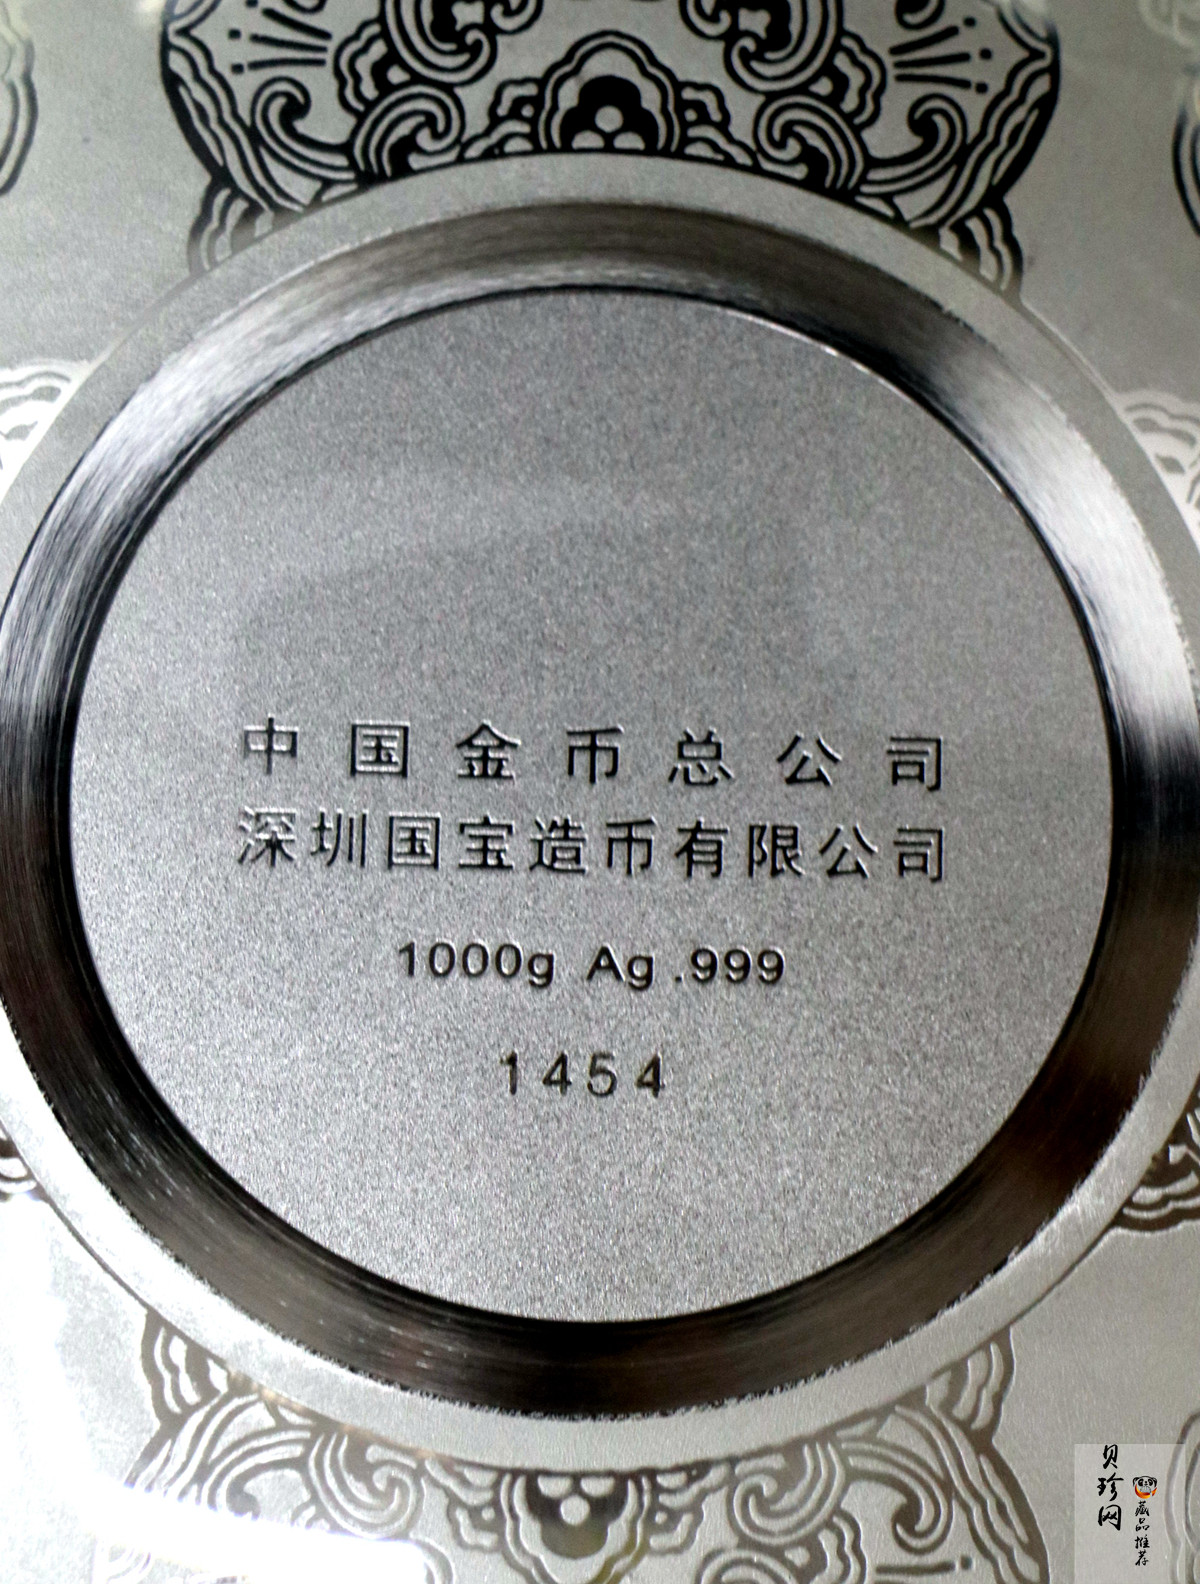 中国金币总公司
深圳国宝造币有限公司
1000g Ag .999
1454
贝珍网
藏品推荐